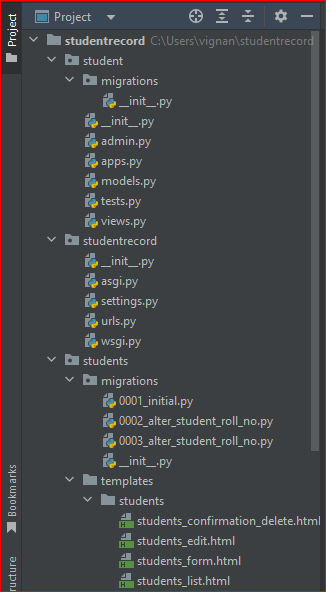 Project
Project
studentrecord C:\Users\vignan\studentrecord
student
migrations
__init__.py
__init__.py
admin.py
apps.py
models.py
tests.py
views.py
studentrecord
__init__.py
asgi.py
settings.py
urls.py
wsgi.py
students
migrations
0001_initial.py
0002_alter_student_roll_no.py
0003_alter_student_roll_no.py
__init__.py
templates
students
students_confirmation_delete.html
students_edit.html
students_form.html
students_list.html
Bookmarks
ructure